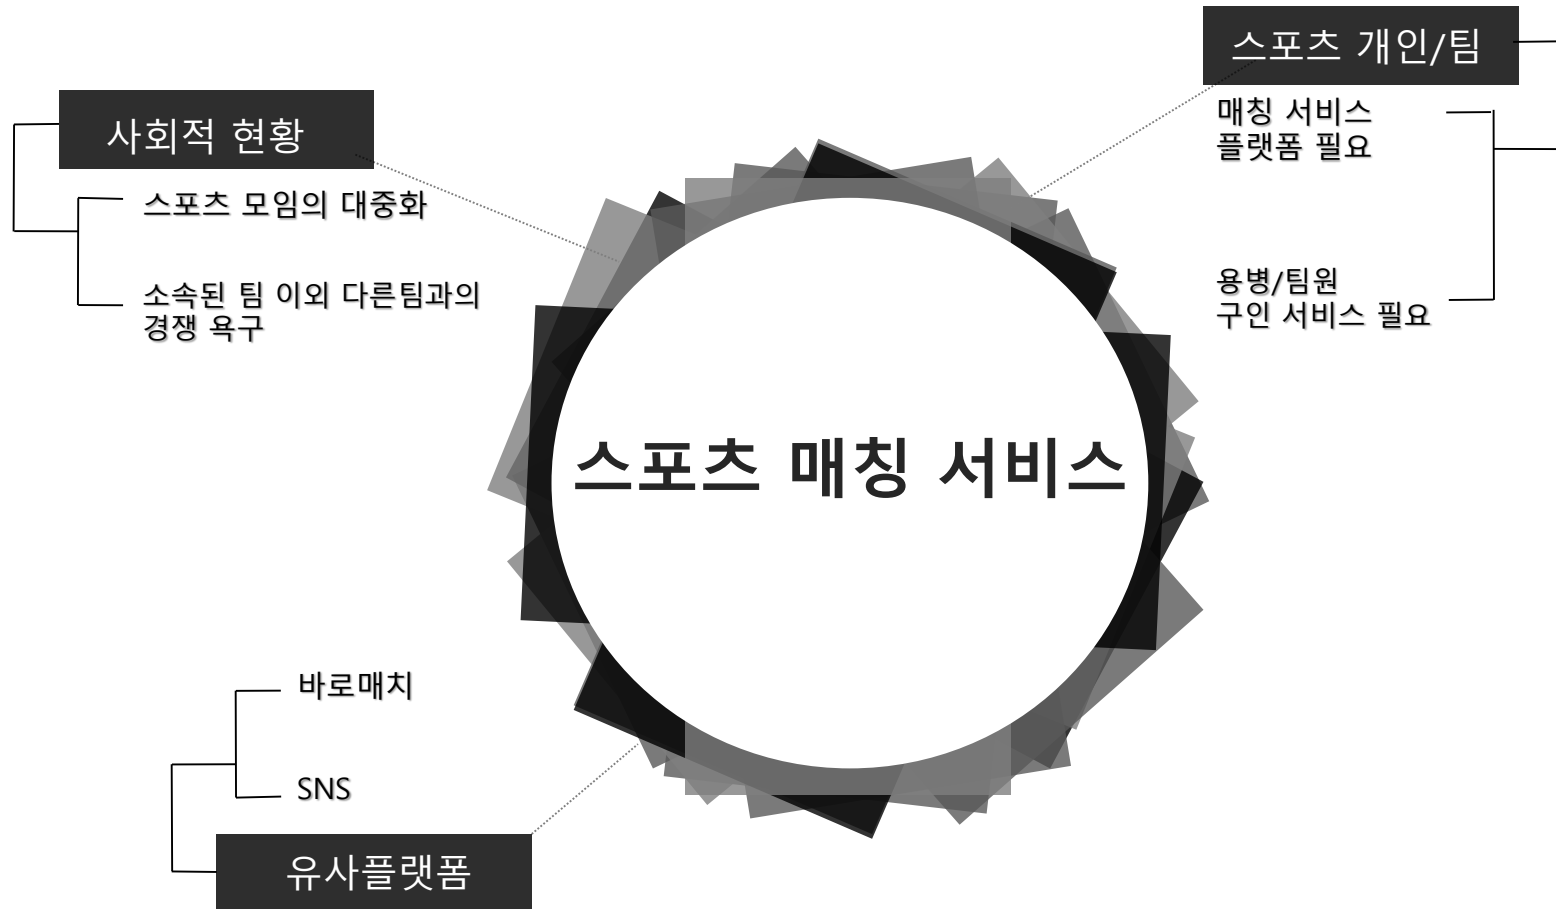 사회적 현황
스포츠 모임의 대중화
소속된 팀 이외 다른팀과의
경쟁 욕구
스포츠 개인/팀
매칭 서비스
플랫폼 필요
용병/팀원
구인 서비스 필요
스포츠 매칭 서비스
바로매치
SNS
유사플랫폼